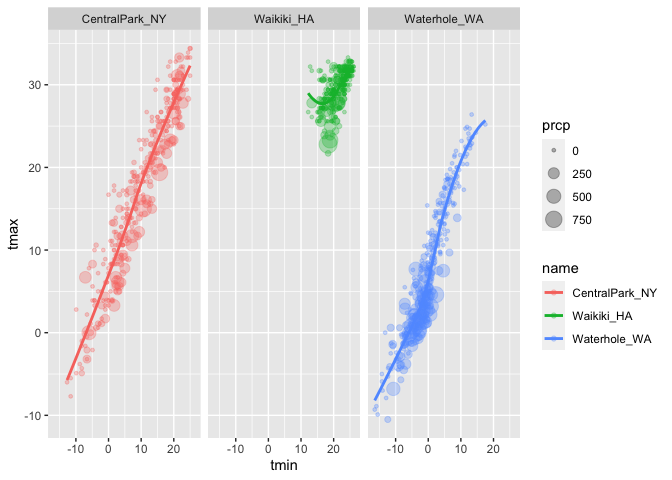 CentralPark_NY Waikiki_HA Waterhole_WA
30
20
10
0
-10
tmax
-10 0 10 20 -10 0 10 20 -10 0 10 20
tmin
prcp
0
250
500
750
name
CentralPark_NY
Waikiki_HA
Waterhole_WA